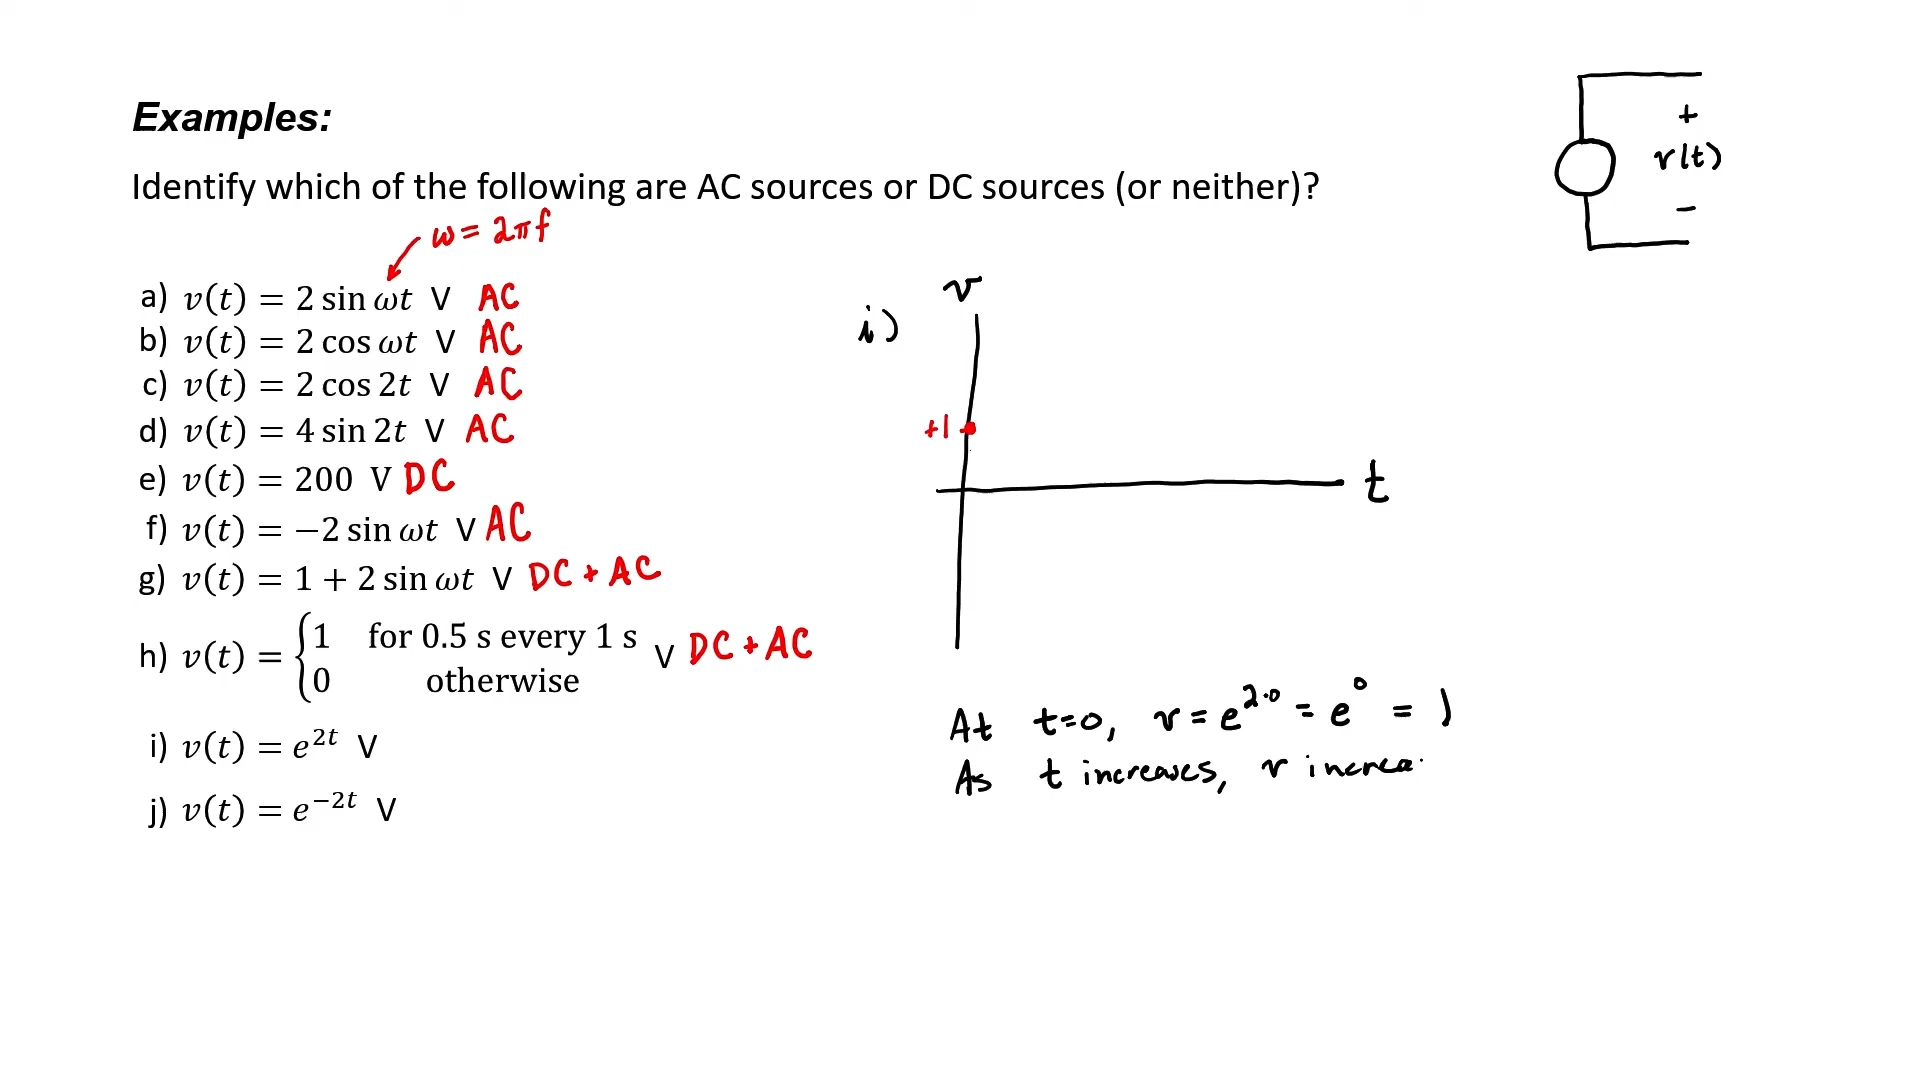 Examples:
Identify which of the following are AC sources or DC sources (or neither)?
ω = 2πf
a) v(t) = 2 sin ωt V AC
b) v(t) = 2 cos ωt V AC
c) v(t) = 2 cos 2t V AC
d) v(t) = 4 sin 2t V AC
e) v(t) = 200 V DC
f) v(t) = −2 sin ωt V AC
g) v(t) = 1 + 2 sin ωt V DC + AC
h) v(t) = {1 for 0.5 s every 1 s
0 otherwise V DC + AC
i) v(t) = e^{2t} V
j) v(t) = e^{−2t} V
+
v(t)
−
i)
v
+1
t
At t=0, v = e^{2·0} = e^0 = 1
As t increases, v increa